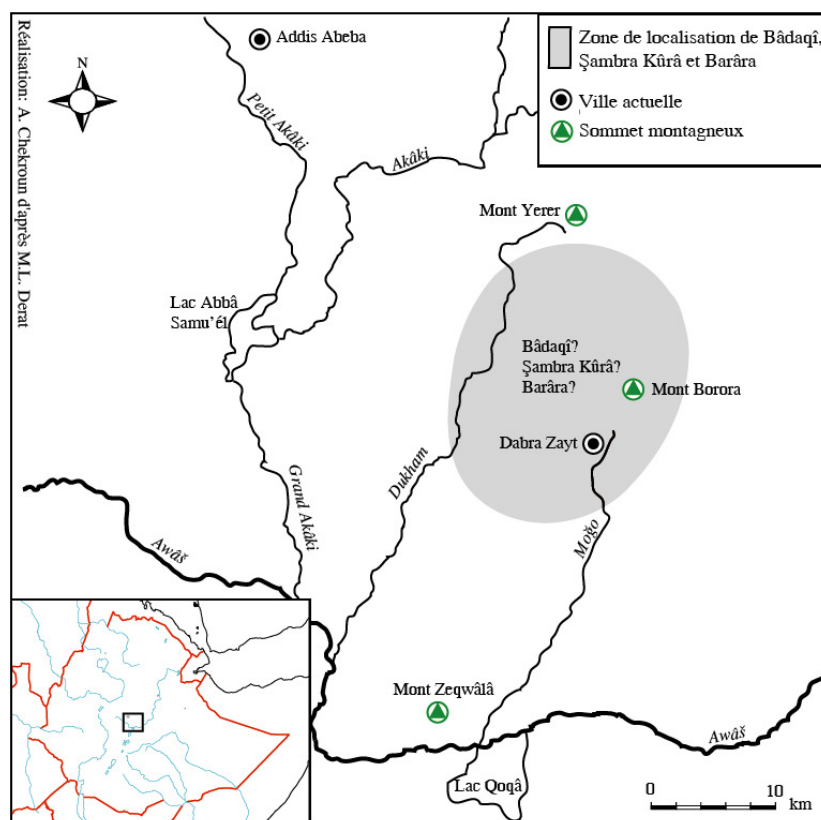 Réalisation: A. Chekroun d'après M.L. Derat
N
Addis Abeba
Zone de localisation de Bâdaqî,
Şambra Kûrâ et Barâra
Ville actuelle
Sommet montagneux
Petit Akâki
Akâki
Mont Yerer
Lac Abbâ
Samu'él
Bâdaqî?
Şambra Kûrâ?
Barâra?
Mont Borora
Dabra Zayt
Grand Akâki
Dukham
Moğo
Awâš
Mont Zeqwâlâ
Awâš
Lac Qoqâ
0 10
km